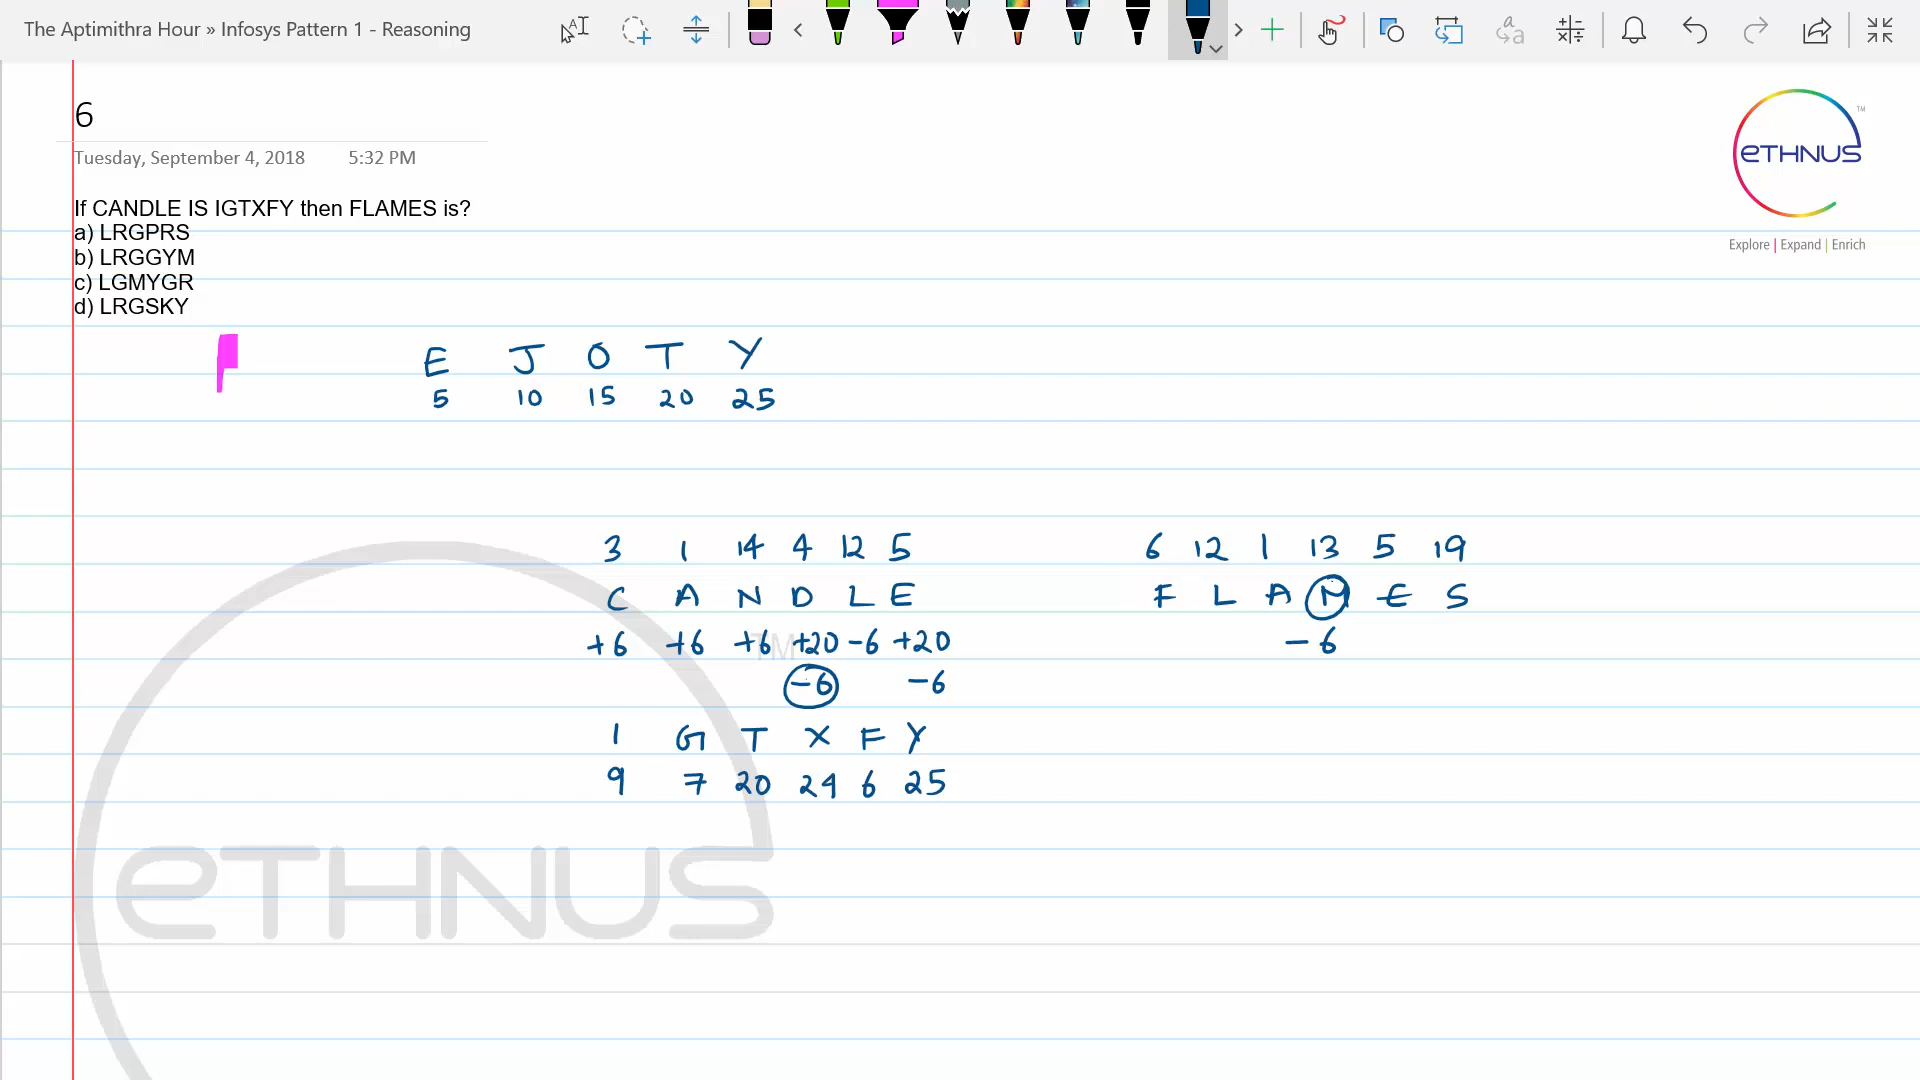 The Aptimithra Hour » Infosys Pattern 1 - Reasoning
6
Tuesday, September 4, 2018 5:32 PM
ETHNUS
TM
Explore | Expand | Enrich
If CANDLE IS IGTXFY then FLAMES is?
a) LRGPRS
b) LRGGYM
c) LGMYGR
d) LRGSKY
E J O T Y
5 10 15 20 25
3 1 14 4 12 5
C A N D L E
+6 +6 +6 +20 -6 +20
-6 -6
I G T X F Y
9 7 20 24 6 25
6 12 1 13 5 19
F L A M E S
-6
TM
eTHNUS